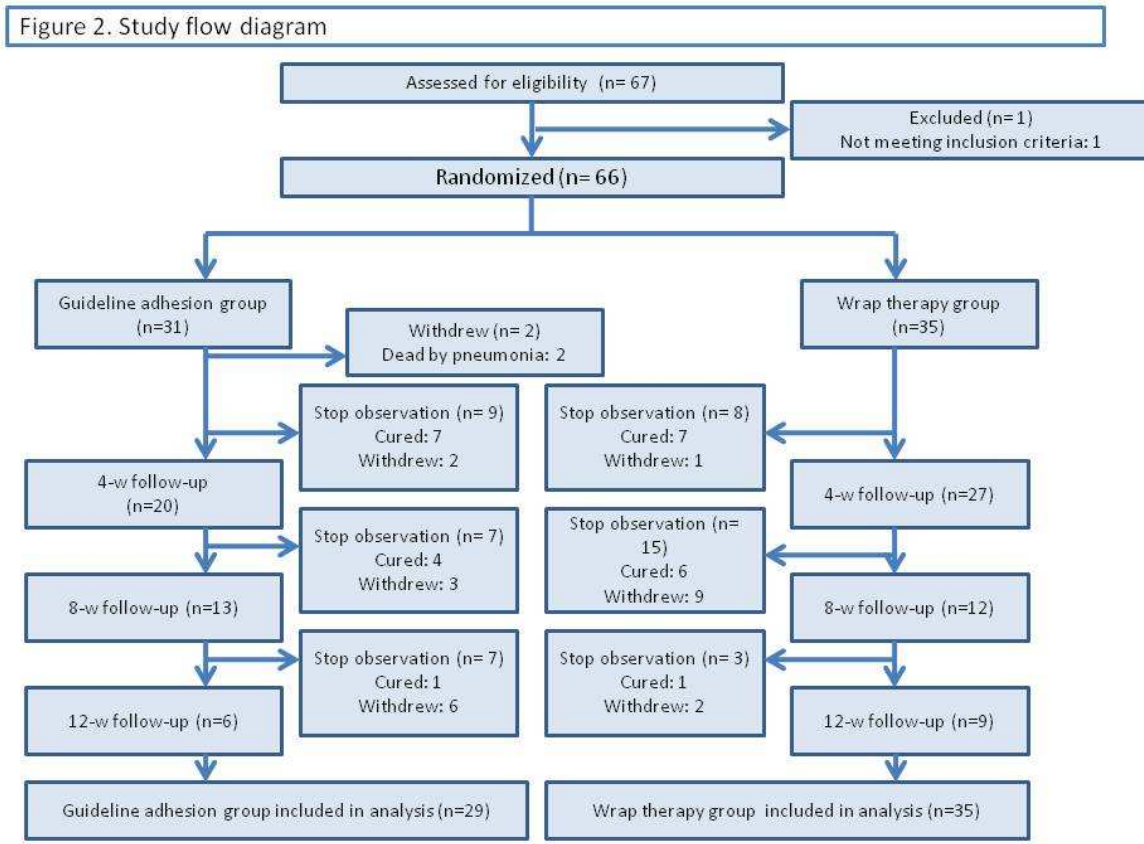 Figure 2. Study flow diagram
Assessed for eligibility (n= 67)
Excluded (n= 1)
Not meeting inclusion criteria: 1
Randomized (n= 66)
Guideline adhesion group
(n=31)
Wrap therapy group
(n=35)
Withdrew (n= 2)
Dead by pneumonia: 2
Stop observation (n= 9)
Cured: 7
Withdrew: 2
Stop observation (n= 8)
Cured: 7
Withdrew: 1
4-w follow-up
(n=20)
4-w follow-up (n=27)
Stop observation (n= 7)
Cured: 4
Withdrew: 3
Stop observation (n=
15)
Cured: 6
Withdrew: 9
8-w follow-up (n=13)
8-w follow-up (n=12)
Stop observation (n= 7)
Cured: 1
Withdrew: 6
Stop observation (n= 3)
Cured: 1
Withdrew: 2
12-w follow-up (n=6)
12-w follow-up (n=9)
Guideline adhesion group included in analysis (n=29)
Wrap therapy group included in analysis (n=35)